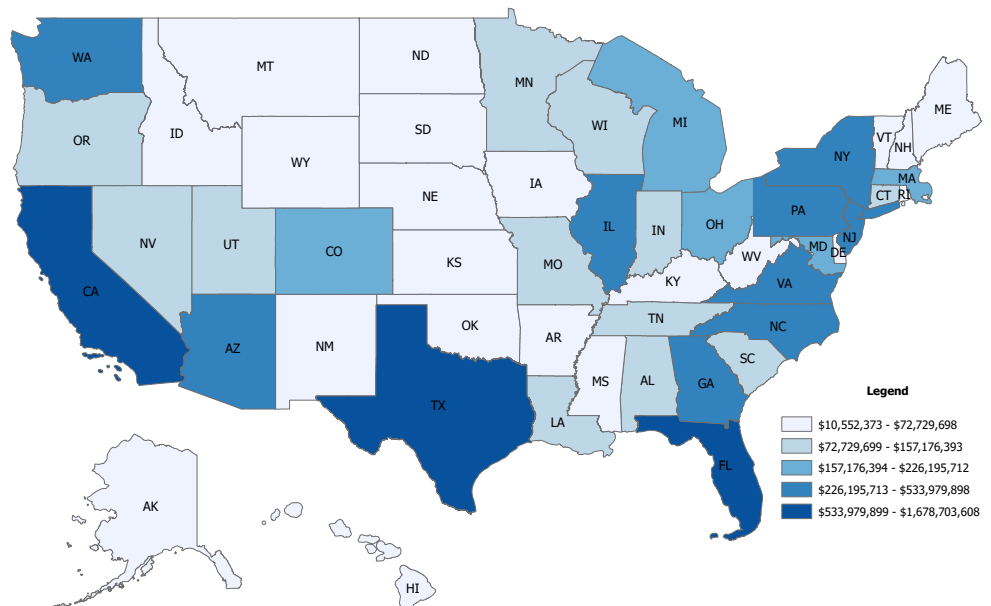 WA
MT
ND
MN
ME
OR
ID
SD
WI
MI
VT
NH
NY
WY
MA
IA
NE
CT
RI
PA
NV
UT
CO
IL
IN
OH
NJ
MD
DE
WV
KS
MO
KY
VA
CA
TN
NC
AZ
NM
OK
AR
SC
MS
AL
GA
TX
LA
FL
AK
HI
Legend
$10,552,373 - $72,729,698
$72,729,699 - $157,176,393
$157,176,394 - $226,195,712
$226,195,713 - $533,979,898
$533,979,899 - $1,678,703,608